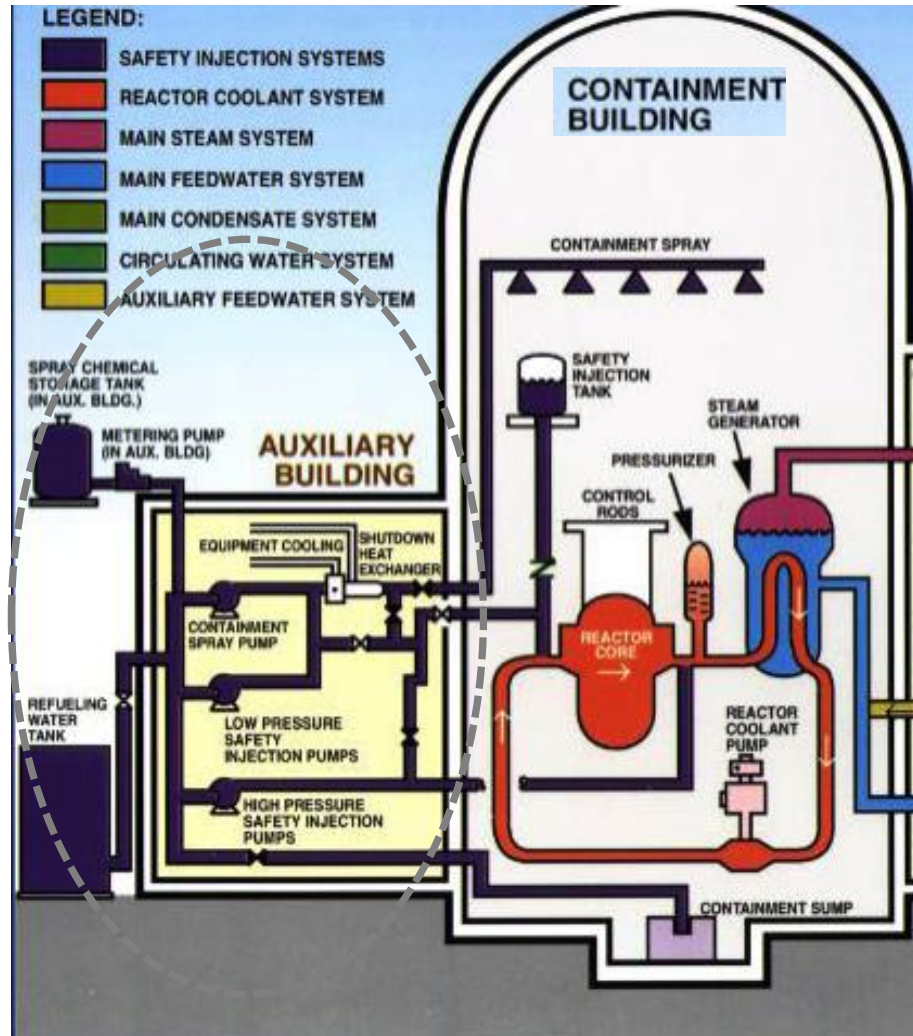 LEGEND:
SAFETY INJECTION SYSTEMS
REACTOR COOLANT SYSTEM
MAIN STEAM SYSTEM
MAIN FEEDWATER SYSTEM
MAIN CONDENSATE SYSTEM
CIRCULATING WATER SYSTEM
AUXILIARY FEEDWATER SYSTEM
CONTAINMENT
BUILDING
CONTAINMENT SPRAY
SAFETY
INJECTION
TANK
STEAM
GENERATOR
PRESSURIZER
CONTROL
RODS
SPRAY CHEMICAL
STORAGE TANK
(IN AUX. BLDG.)
METERING PUMP
(IN AUX. BLDG)
AUXILIARY
BUILDING
EQUIPMENT COOLING
SHUTDOWN
HEAT
EXCHANGER
CONTAINMENT
SPRAY PUMP
REACTOR
CORE
REFUELING
WATER
TANK
LOW PRESSURE
SAFETY
INJECTION PUMPS
REACTOR
COOLANT
PUMP
HIGH PRESSURE
SAFETY INJECTION
PUMPS
CONTAINMENT SUMP